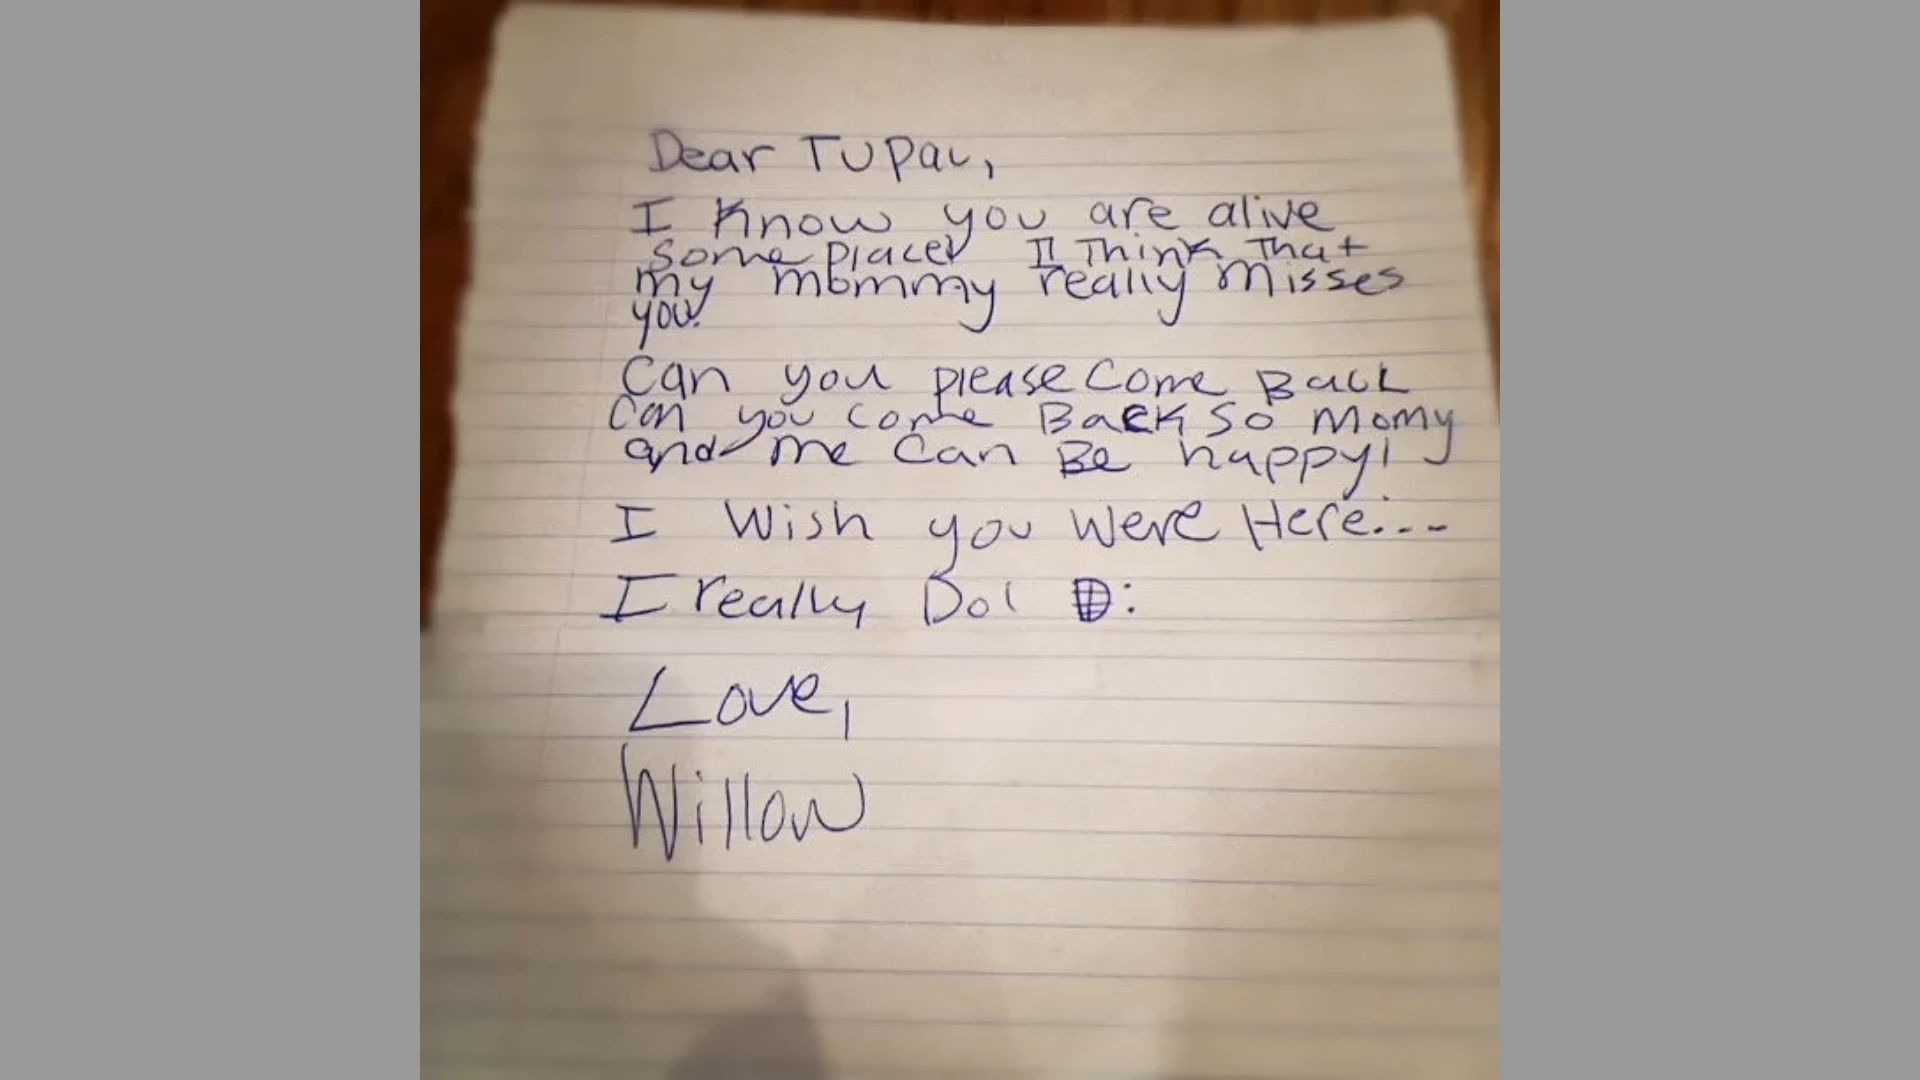 Dear Tupac,
I Know you are alive
some place I Think That
my mommy really misses
you.
Can you please Come Back
Can you come Back so Momy
and me can Be happy!
I Wish you Were Here...
I really Do! D:
Love,
Willow